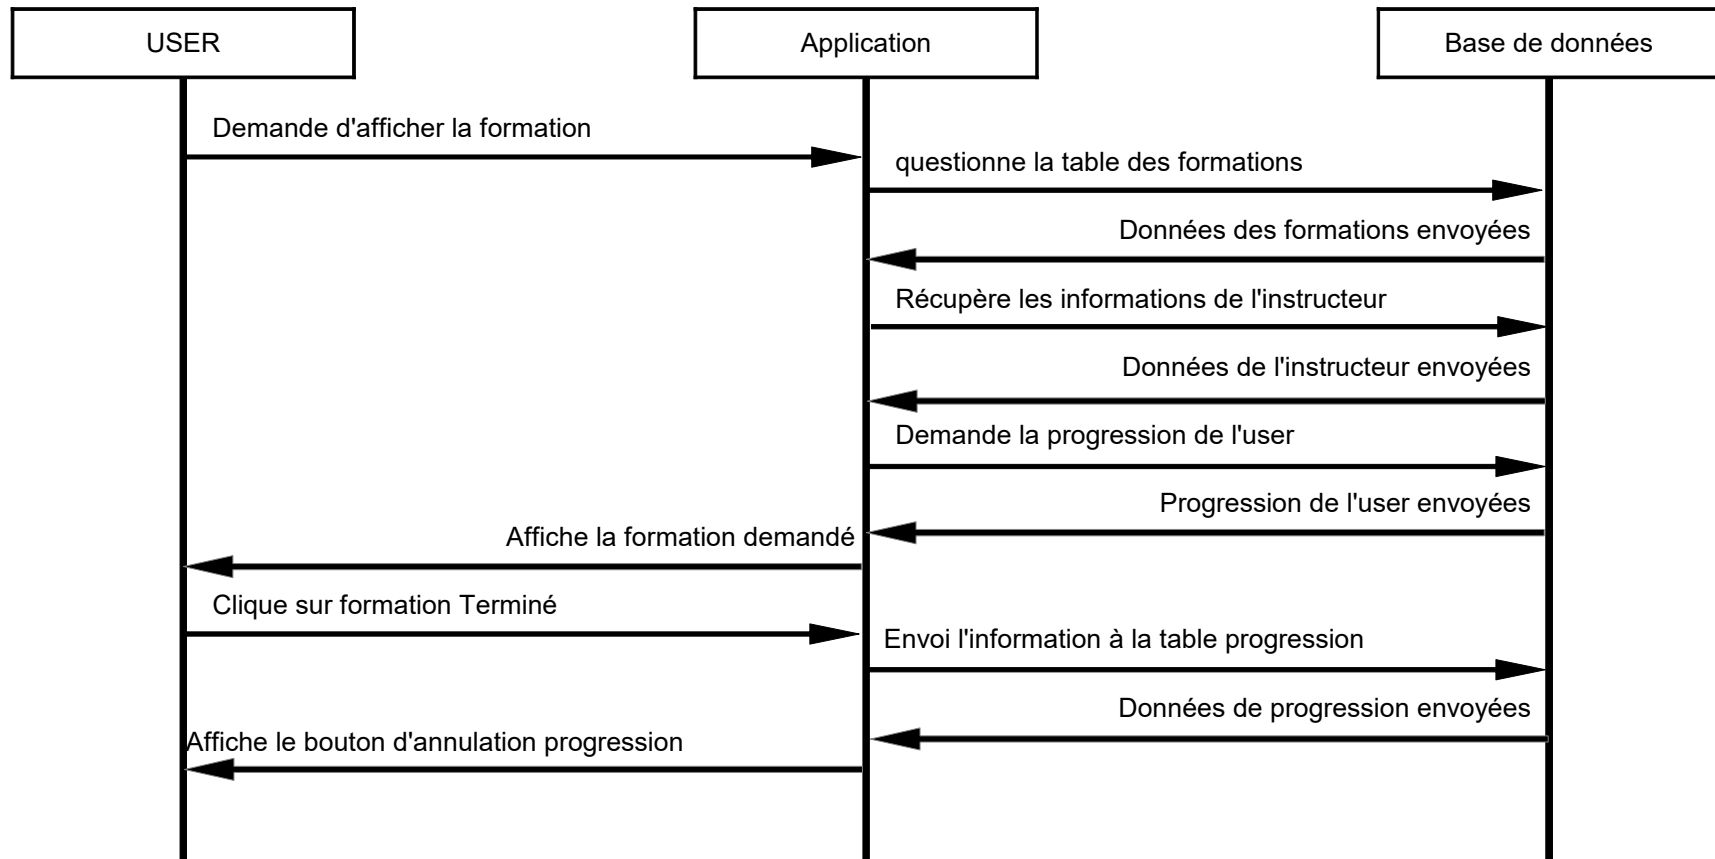 USER
Application
Base de données
Demande d'afficher la formation
questionne la table des formations
Données des formations envoyées
Récupère les informations de l'instructeur
Données de l'instructeur envoyées
Demande la progression de l'user
Progression de l'user envoyées
Affiche la formation demandé
Clique sur formation Terminé
Envoi l'information à la table progression
Données de progression envoyées
Affiche le bouton d'annulation progression